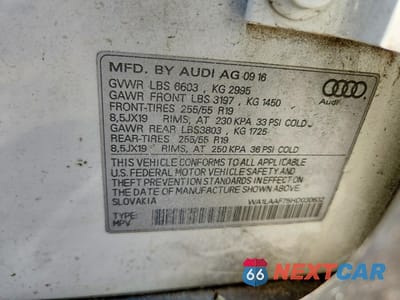 MFD. BY AUDI AG 09 16
GVWR LBS 6603 , KG 2995
GAWR FRONT LBS 3197 , KG 1450
FRONT-TIRES 255/55 R19
8,5JX19 RIMS, AT 230 KPA 33 PSI COLD
GAWR REAR LBS3803 , KG 1725
REAR-TIRES 255/55 R19
8,5JX19 RIMS, AT 250 KPA 36 PSI COLD
Audi
THIS VEHICLE CONFORMS TO ALL APPLICABLE
U.S. FEDERAL MOTOR VEHICLE SAFETY AND
THEFT PREVENTION STANDARDS IN EFFECT ON
THE DATE OF MANUFACTURE SHOWN ABOVE
SLOVAKIA WA1LAAF75HD030632
TYPE:
MPV
66 NEXTCAR